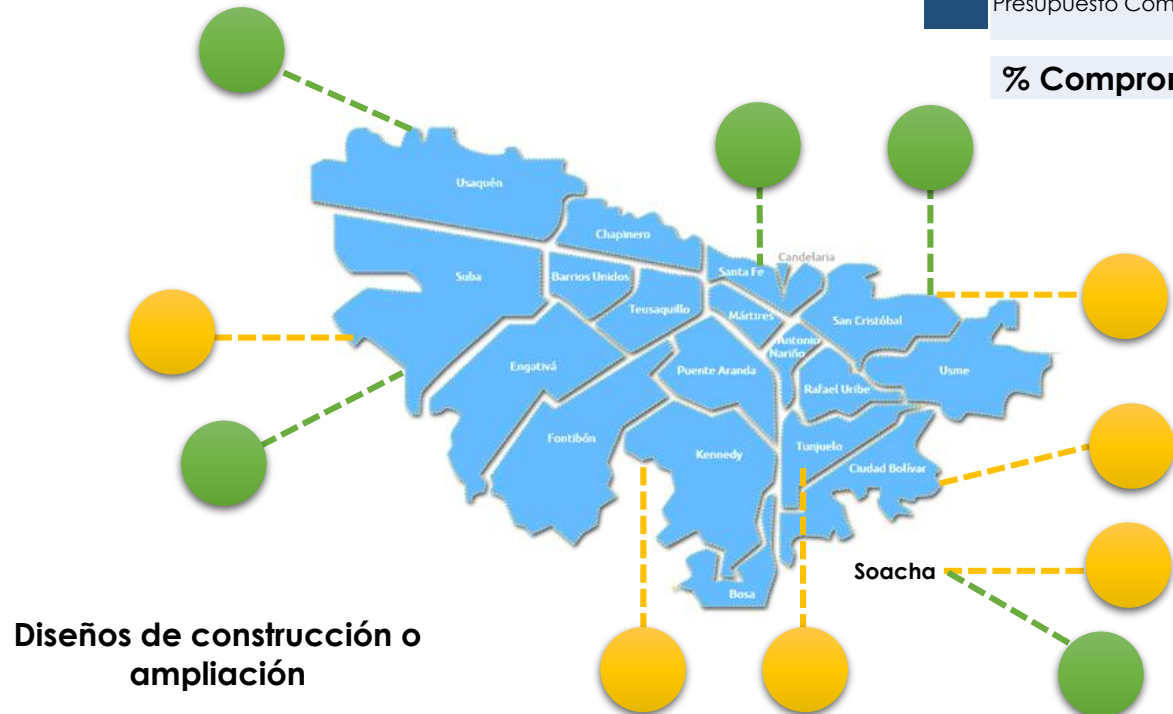 Presupuesto Com
% Compron
Usaquén
Chapinero
Candelaria
Santa Fe
Suba
Barrios Unidos
Teusaquillo
Mártires
San Cristóbal
Antonio
Nariño
Engativá
Puente Aranda
Usme
Rafael Uribe
Fontibón
Kennedy
Tunjuelo
Ciudad Bolívar
Soacha
Bosa
Diseños de construcción o
ampliación